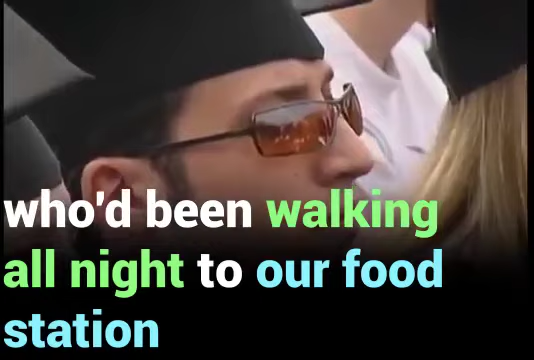 who'd been walking
all night to our food
station